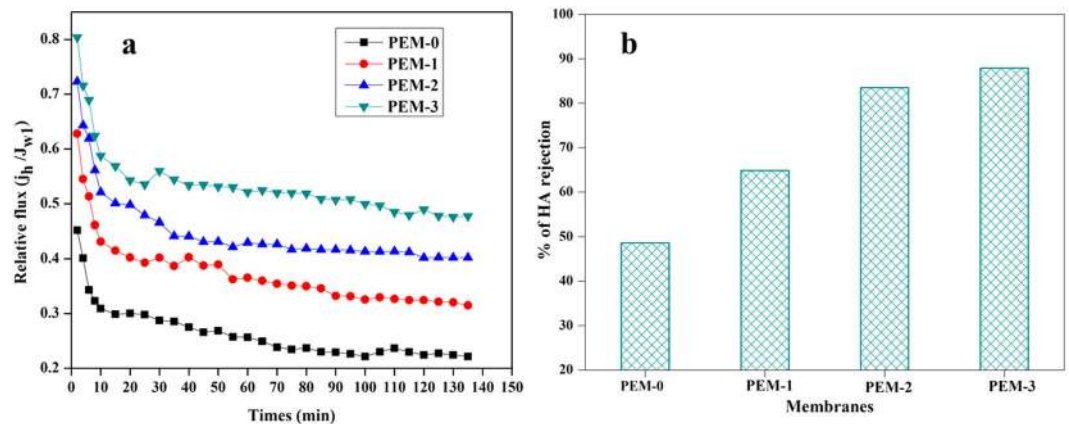 a
PEM-0
PEM-1
PEM-2
PEM-3
0.8
0.7
0.6
0.5
0.4
0.3
0.2
Relative flux (jh /Jw1)
0 10 20 30 40 50 60 70 80 90 100 110 120 130 140 150
Times (min)
b
100
90
80
70
60
50
40
30
20
% of HA rejection
PEM-0 PEM-1 PEM-2 PEM-3
Membranes